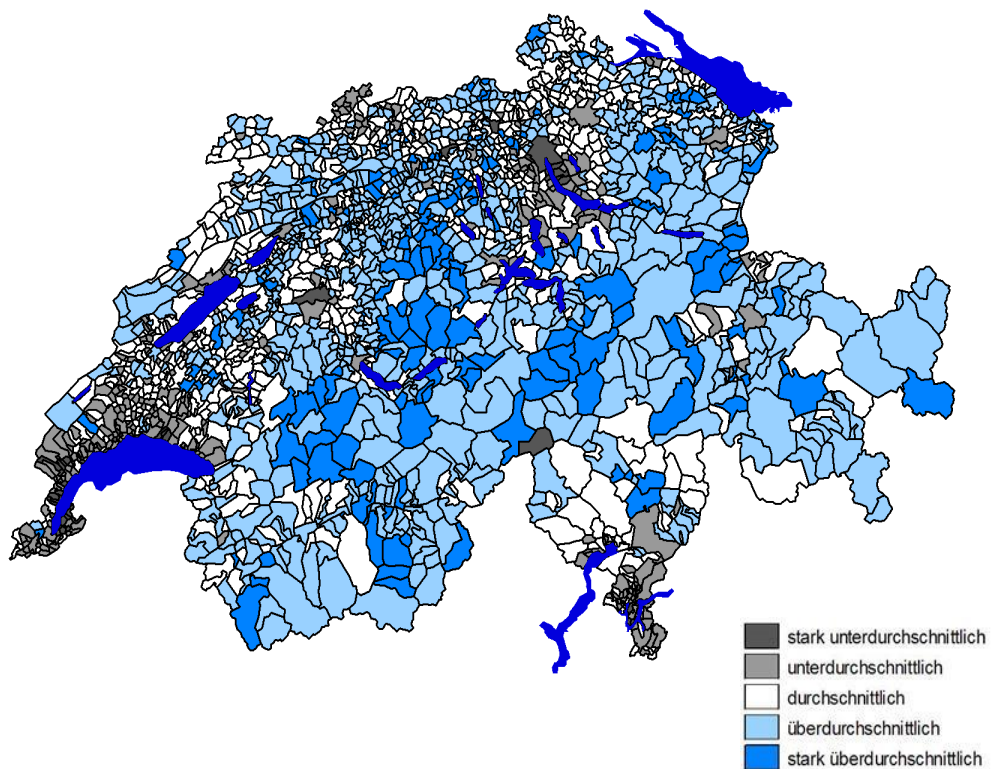 stark unterdurchschnittlich
unterdurchschnittlich
durchschnittlich
überdurchschnittlich
stark überdurchschnittlich